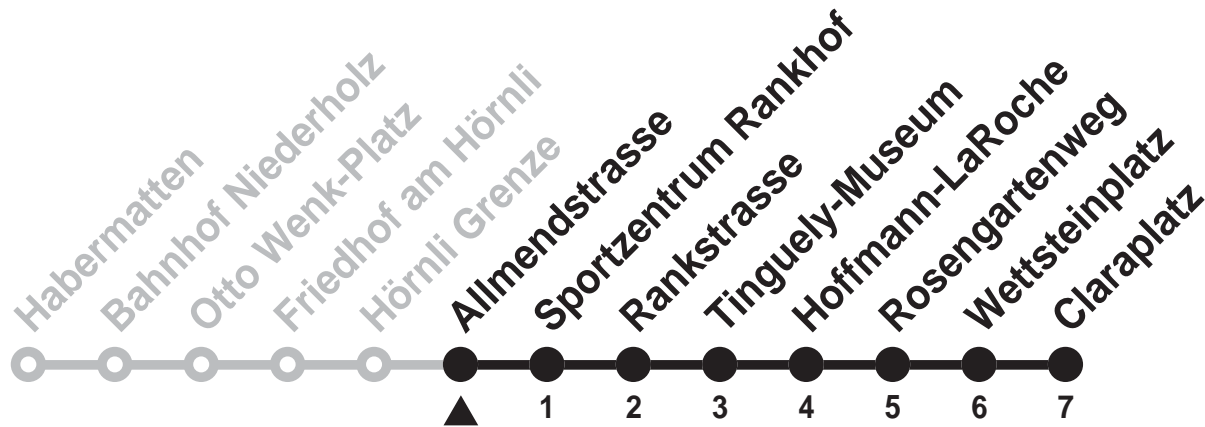 Habermatten
Bahnhof Niederholz
Otto Wenk-Platz
Friedhof am Hörnli
Hörnli Grenze
Allmendstrasse
Sportzentrum Rankhof
Rankstrasse
Tinguely-Museum
Hoffmann-LaRoche
Rosengartenweg
Wettsteinplatz
Claraplatz
1 2 3 4 5 6 7